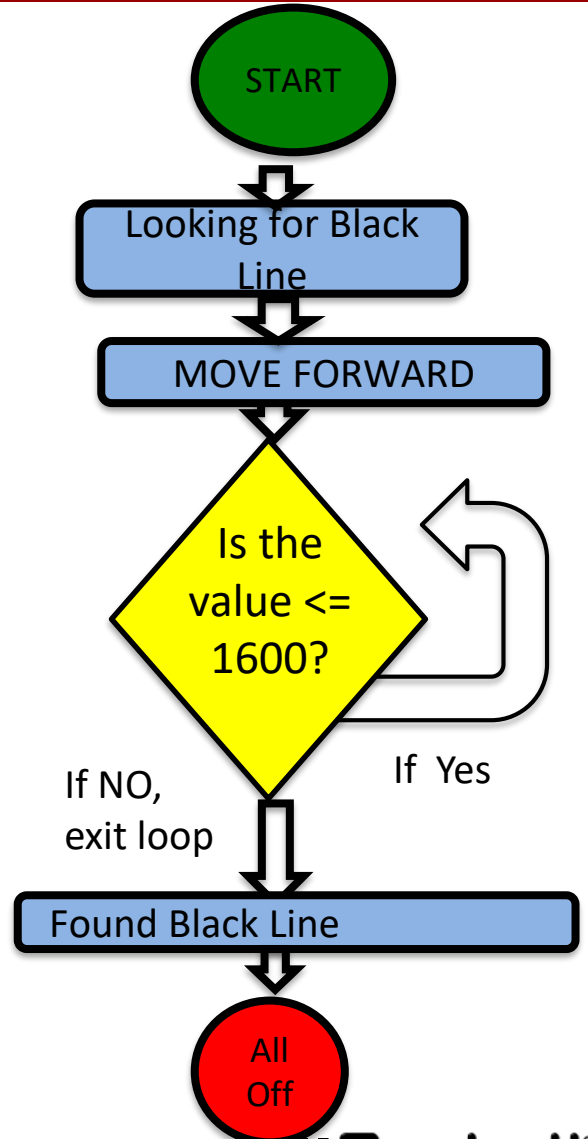 START
Looking for Black
Line
MOVE FORWARD
Is the
value <=
1600?
If Yes
If NO,
exit loop
Found Black Line
All
Off